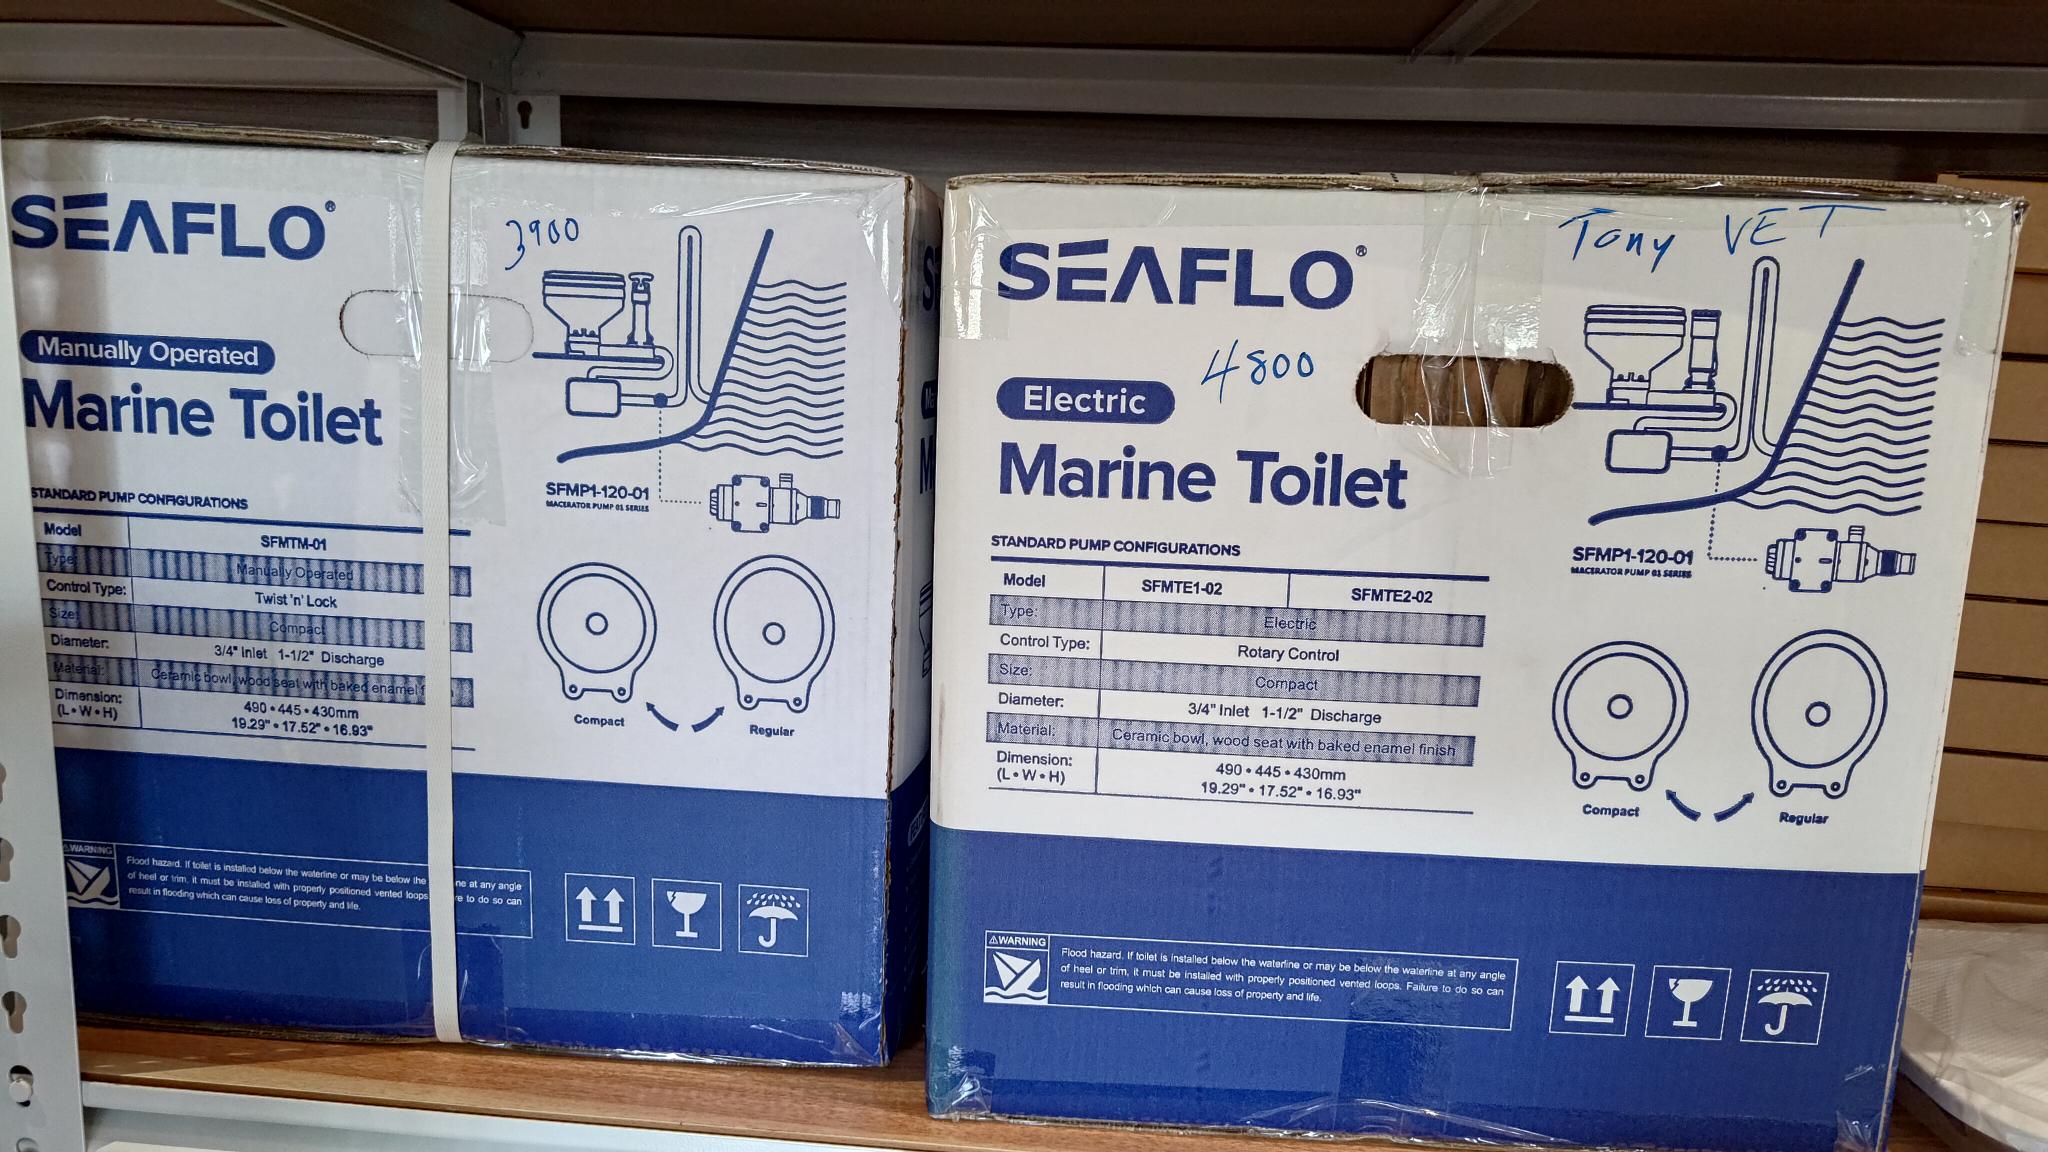 SEAFLO®
3900
Manually Operated
Marine Toilet
SFMP1-120-01
MACERATOR PUMP 01 SERIES
STANDARD PUMP CONFIGURATIONS
Model SFMTM-01
Type: Manually Operated
Control Type: Twist 'n' Lock
Size: Compact
Diameter: 3/4" Inlet 1-1/2" Discharge
Material: Ceramic bowl, wood seat with baked enamel f
Dimension: 490 • 445 • 430mm
(L • W • H) 19.29" • 17.52" • 16.93"
Compact Regular
WARNING
Flood hazard. If toilet is installed below the waterline or may be below the ne at any angle
of heel or trim, it must be installed with properly positioned vented loops. re to do so can
result in flooding which can cause loss of property and life.
Tony VET
SEAFLO®
4800
Electric
Marine Toilet
SFMP1-120-01
MACERATOR PUMP 01 SERIES
STANDARD PUMP CONFIGURATIONS
Model SFMTE1-02 SFMTE2-02
Type: Electric
Control Type: Rotary Control
Size: Compact
Diameter: 3/4" Inlet 1-1/2" Discharge
Material: Ceramic bowl, wood seat with baked enamel finish
Dimension: 490 • 445 • 430mm
(L • W • H) 19.29" • 17.52" • 16.93"
Compact Regular
WARNING
Flood hazard. If toilet is installed below the waterline or may be below the waterline at any angle
of heel or trim, it must be installed with properly positioned vented loops. Failure to do so can
result in flooding which can cause loss of property and life.